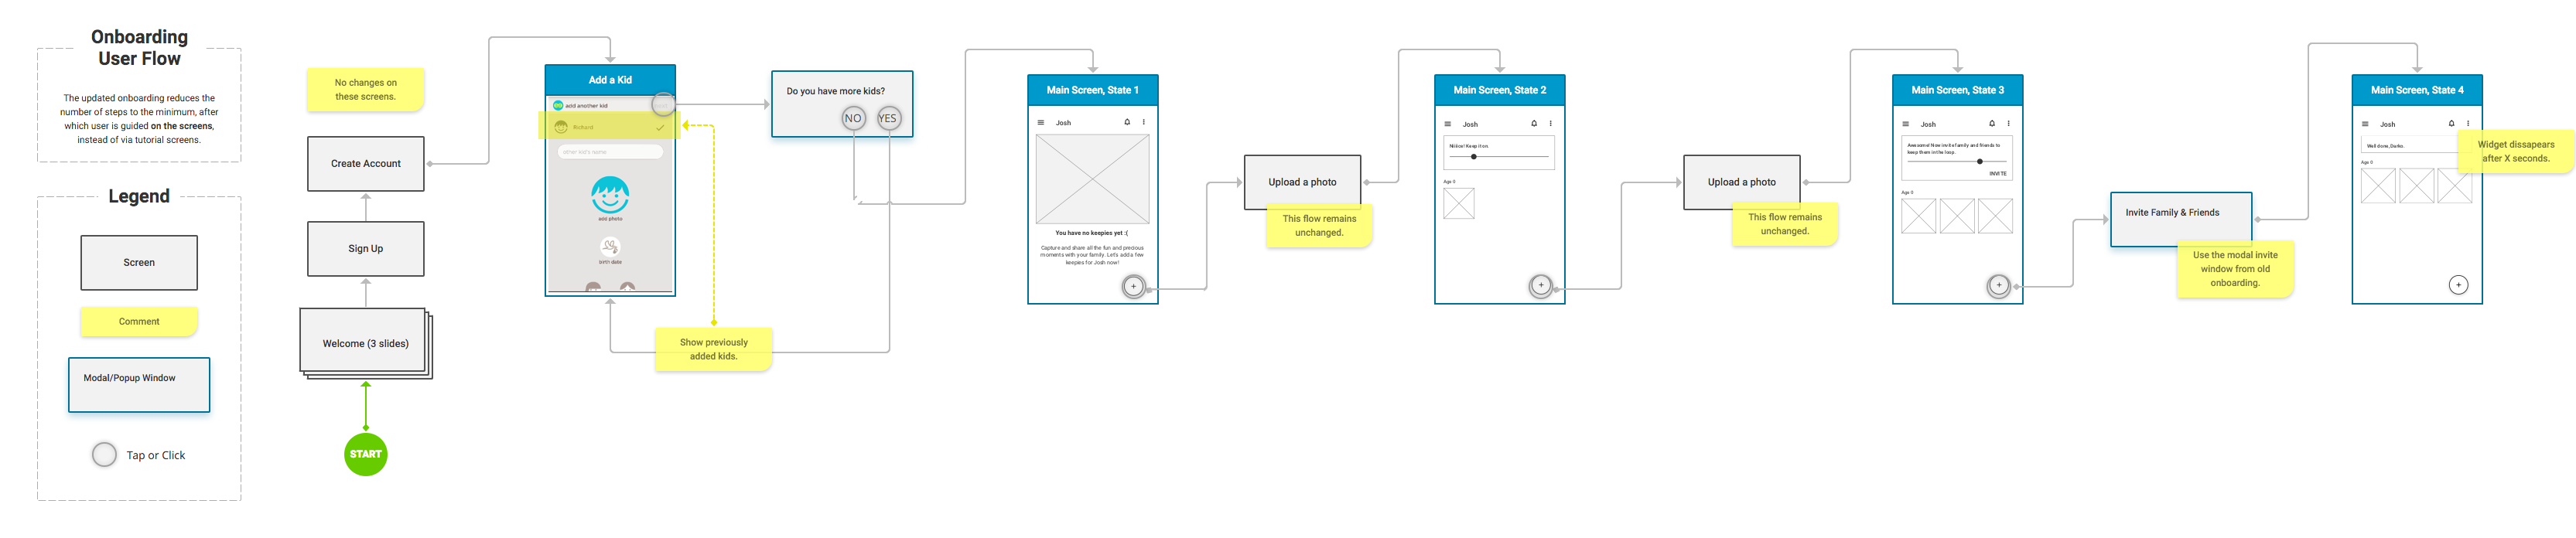 Onboarding
User Flow
The updated onboarding reduces the
number of steps to the minimum, after
which user is guided on the screens,
instead of via tutorial screens.
Legend
Screen
Comment
Modal/Popup Window
Tap or Click
No changes on
these screens.
Create Account
Sign Up
Welcome (3 slides)
START
Add a Kid
add another kid
Richard
other kid's name
add photo
birth date
Show previously
added kids.
Do you have more kids?
NO
YES
Main Screen, State 1
Josh
You have no keepies yet :(
Capture and share all the fun and precious
moments with your family. Let's add a few
keepies for Josh now!
+
Upload a photo
This flow remains
unchanged.
Main Screen, State 2
Josh
Niiice! Keep it on.
Age 0
+
Upload a photo
This flow remains
unchanged.
Main Screen, State 3
Josh
Awesome! Now invite family and friends to
keep them in the loop.
INVITE
Age 0
+
Invite Family & Friends
Use the modal invite
window from old
onboarding.
Main Screen, State 4
Josh
Well done, Darko.
Age 0
+
Widget dissapears
after X seconds.